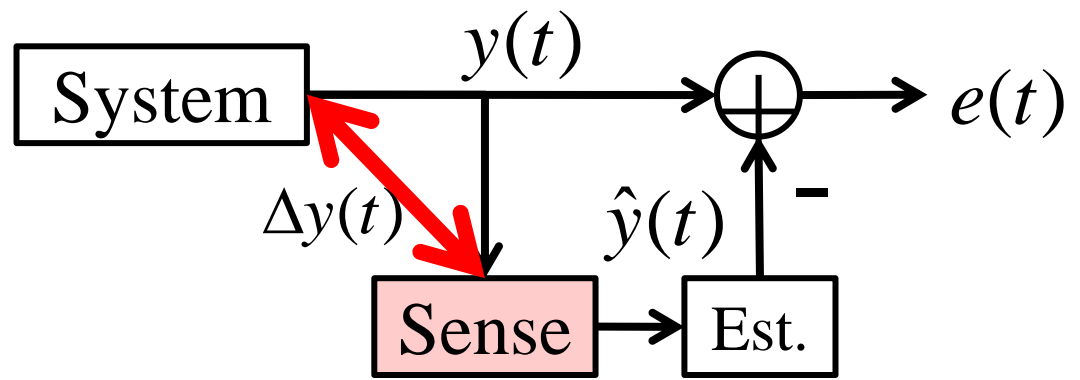 y(t)
System
e(t)
Δy(t)
ŷ(t)
-
Sense
Est.